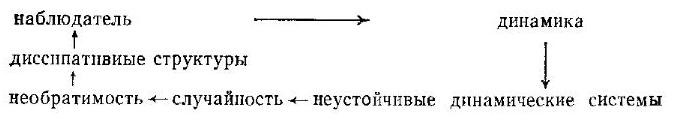 наблюдатель → динамика
диссипативные структуры
необратимость ← случайность ← неустойчивые динамические системы